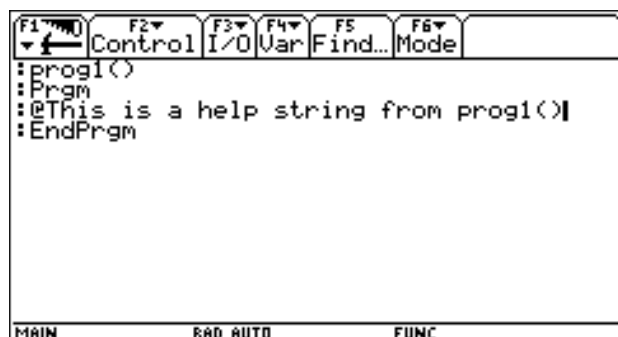 F1▼ F2▼ Control F3▼ I/O F4▼ Var F5 Find... F6▼ Mode
:prog1()
:Prgm
:©This is a help string from prog1()
:EndPrgm
MAIN RAD AUTO FUNC